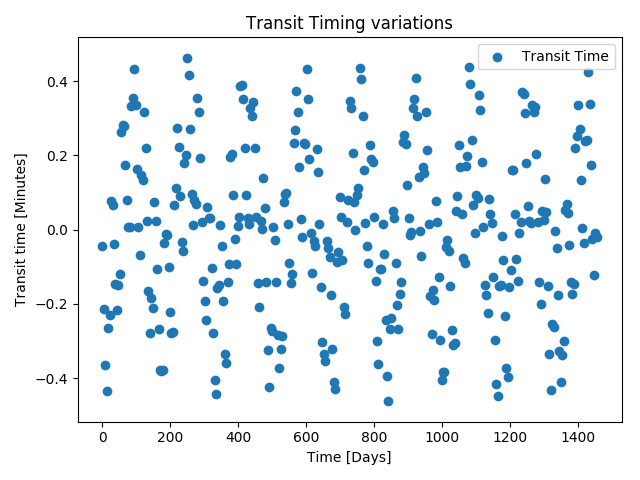 Transit Timing variations
Transit Time
0.4
0.2
0.0
−0.2
−0.4
Transit time [Minutes]
0 200 400 600 800 1000 1200 1400
Time [Days]